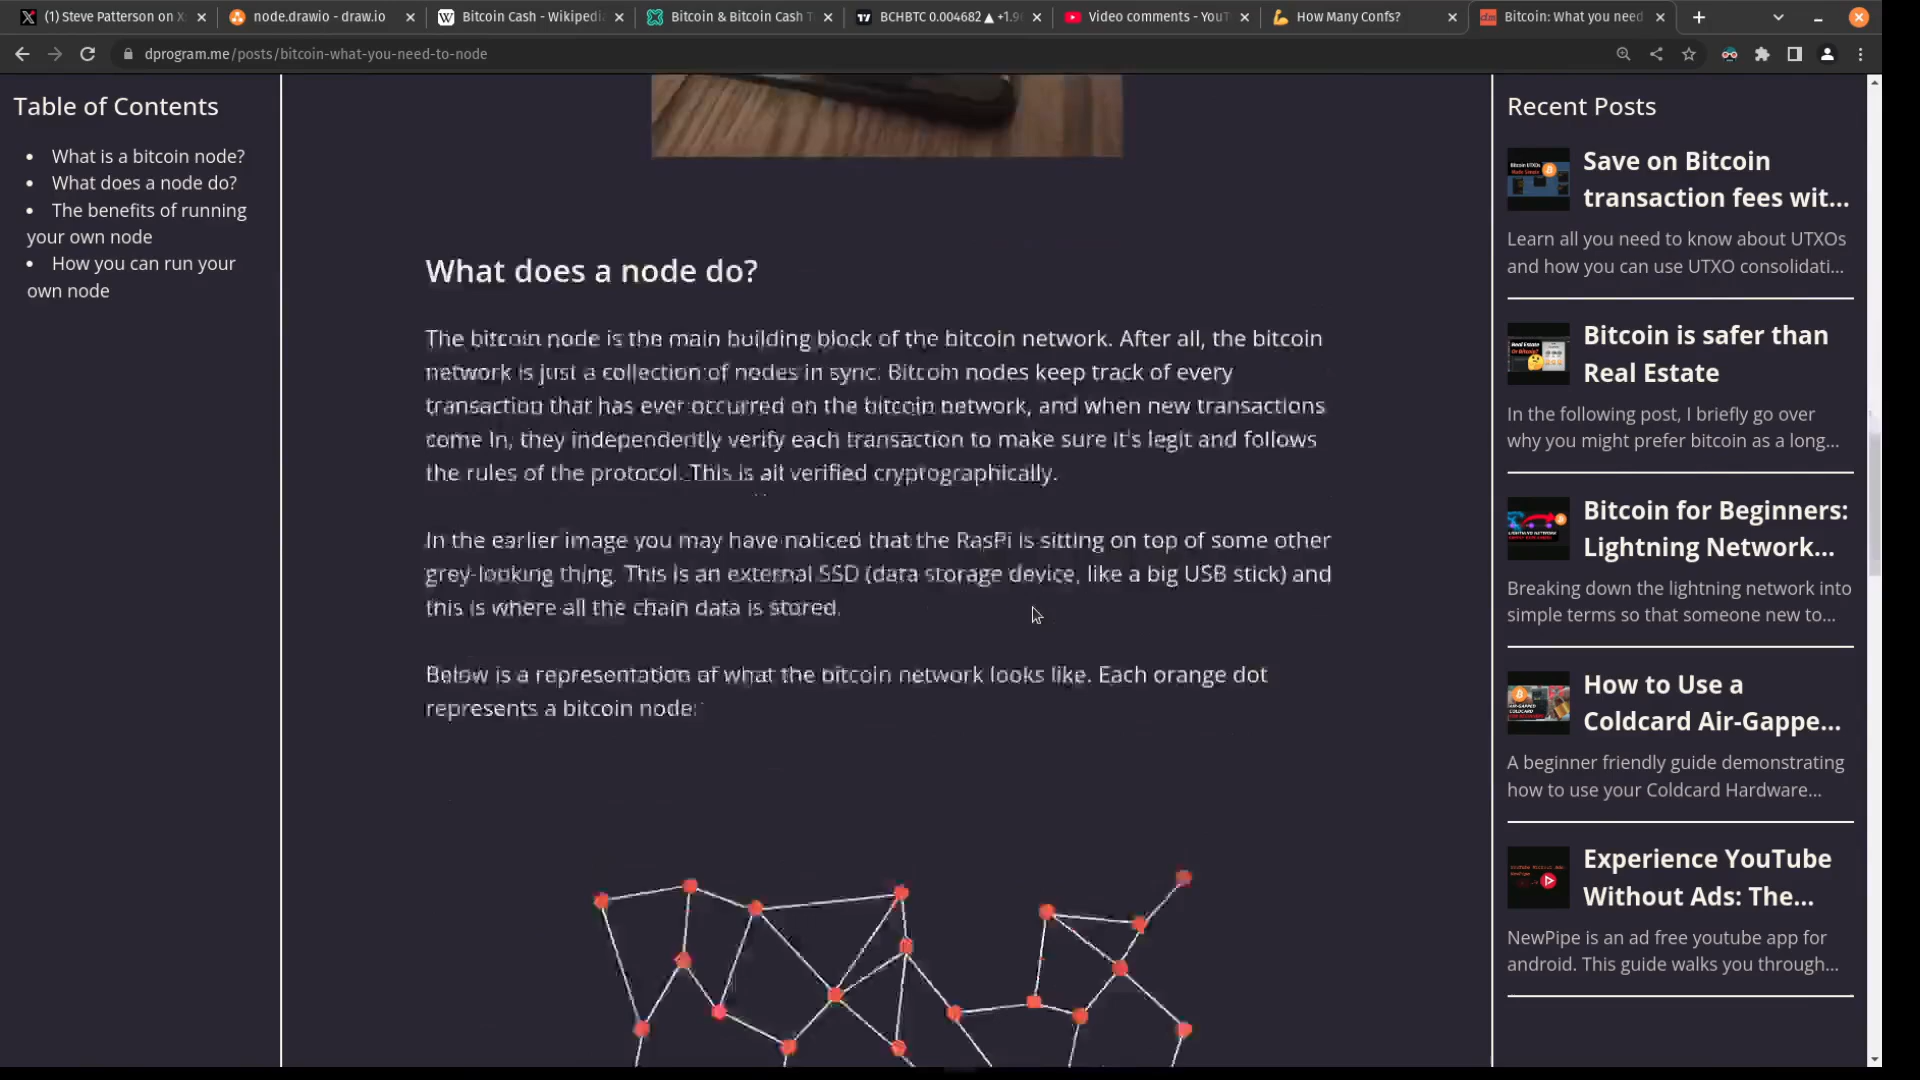 (1) Steve Patterson on X
node.drawio - draw.io
Bitcoin Cash - Wikipedi
Bitcoin & Bitcoin Cash T
BCHBTC 0.004682 ▲ +1.9
Video comments - YouT
How Many Confs?
Bitcoin: What you need
dprogram.me/posts/bitcoin-what-you-need-to-node
Table of Contents
• What is a bitcoin node?
• What does a node do?
• The benefits of running
your own node
• How you can run your
own node
What does a node do?
The bitcoin node is the main building block of the bitcoin network. After all, the bitcoin
network is just a collection of nodes in sync. Bitcoin nodes keep track of every
transaction that has ever occurred on the bitcoin network, and when new transactions
come in, they independently verify each transaction to make sure it's legit and follows
the rules of the protocol. This is all verified cryptographically.
In the earlier image you may have noticed that the RasPi is sitting on top of some other
grey-looking thing. This is an external SSD (data storage device, like a big USB stick) and
this is where all the chain data is stored.
Below is a representation of what the bitcoin network looks like. Each orange dot
represents a bitcoin node:
Recent Posts
Save on Bitcoin
transaction fees wit...
Learn all you need to know about UTXOs
and how you can use UTXO consolidati...
Bitcoin is safer than
Real Estate
In the following post, I briefly go over
why you might prefer bitcoin as a long...
Bitcoin for Beginners:
Lightning Network...
Breaking down the lightning network into
simple terms so that someone new to...
How to Use a
Coldcard Air-Gappe...
A beginner friendly guide demonstrating
how to use your Coldcard Hardware...
Experience YouTube
Without Ads: The...
NewPipe is an ad free youtube app for
android. This guide walks you through...